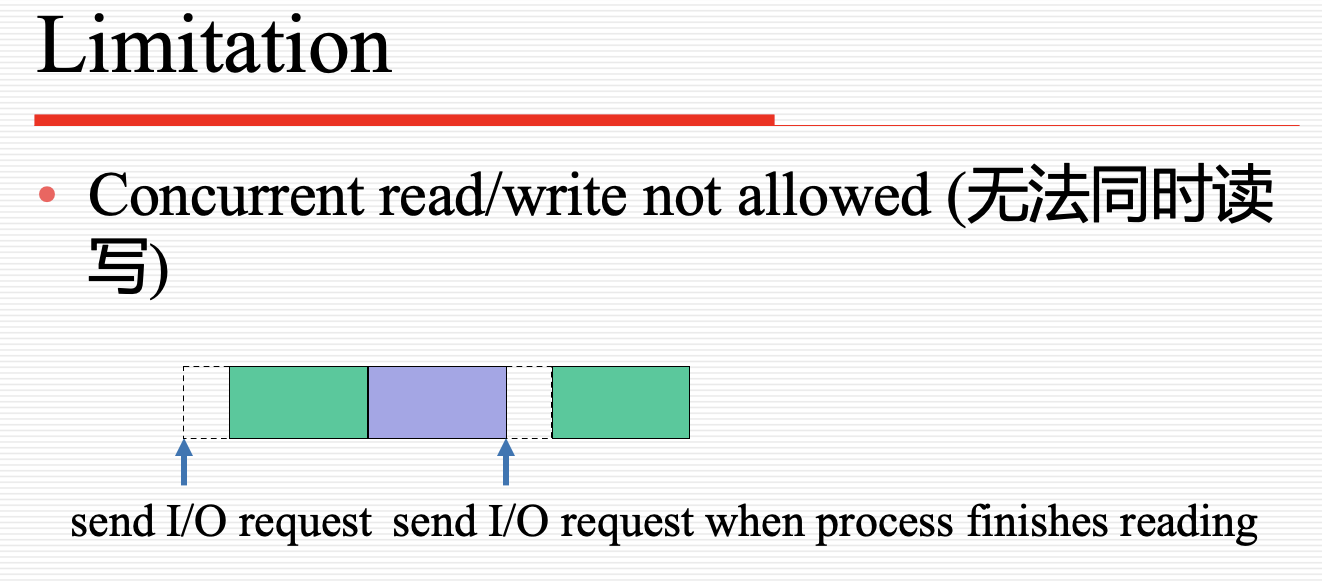 Limitation
• Concurrent read/write not allowed (无法同时读
写)
send I/O request send I/O request when process finishes reading